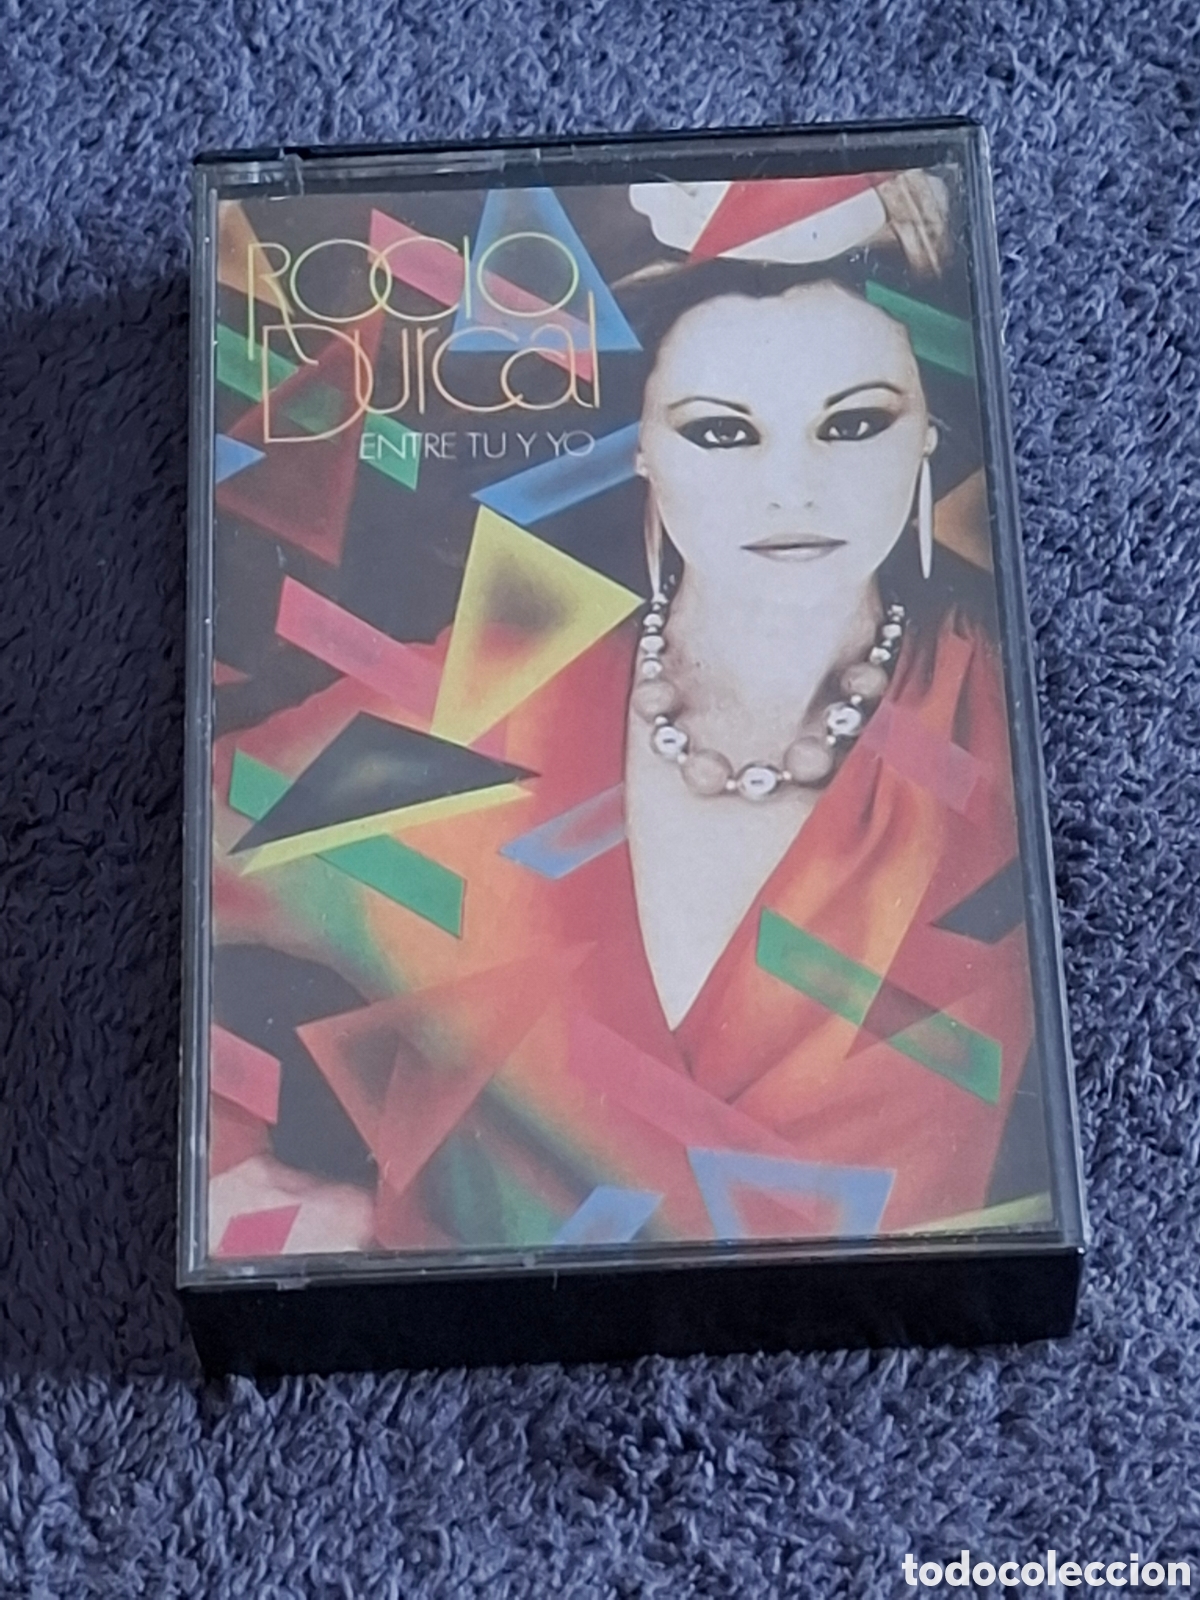 Rocio
Durcal
ENTRE TU Y YO
todocoleccion